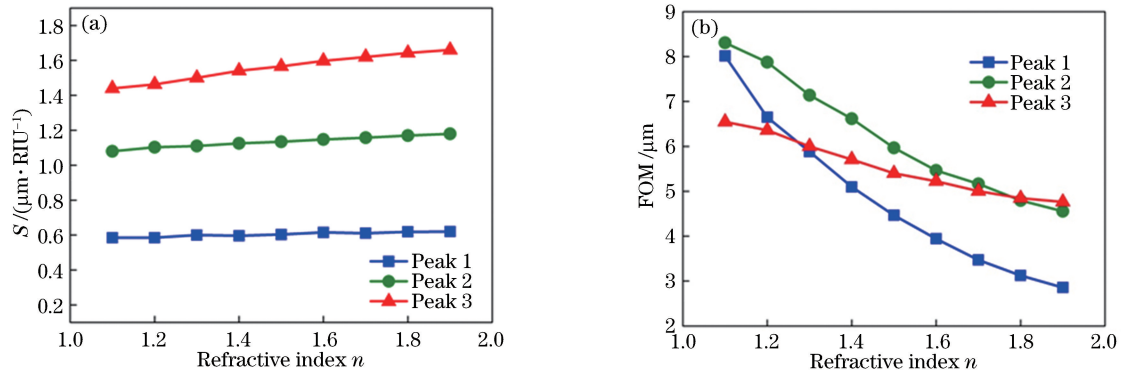 (a)
1.8
1.6
1.4
1.2
1.0
0.8
0.6
0.4
0.2
S/(μm·RIU⁻¹)
Peak 1
Peak 2
Peak 3
1.0 1.2 1.4 1.6 1.8 2.0
Refractive index n
(b)
9
8
7
6
5
4
3
2
FOM/μm
Peak 1
Peak 2
Peak 3
1.0 1.2 1.4 1.6 1.8 2.0
Refractive index n